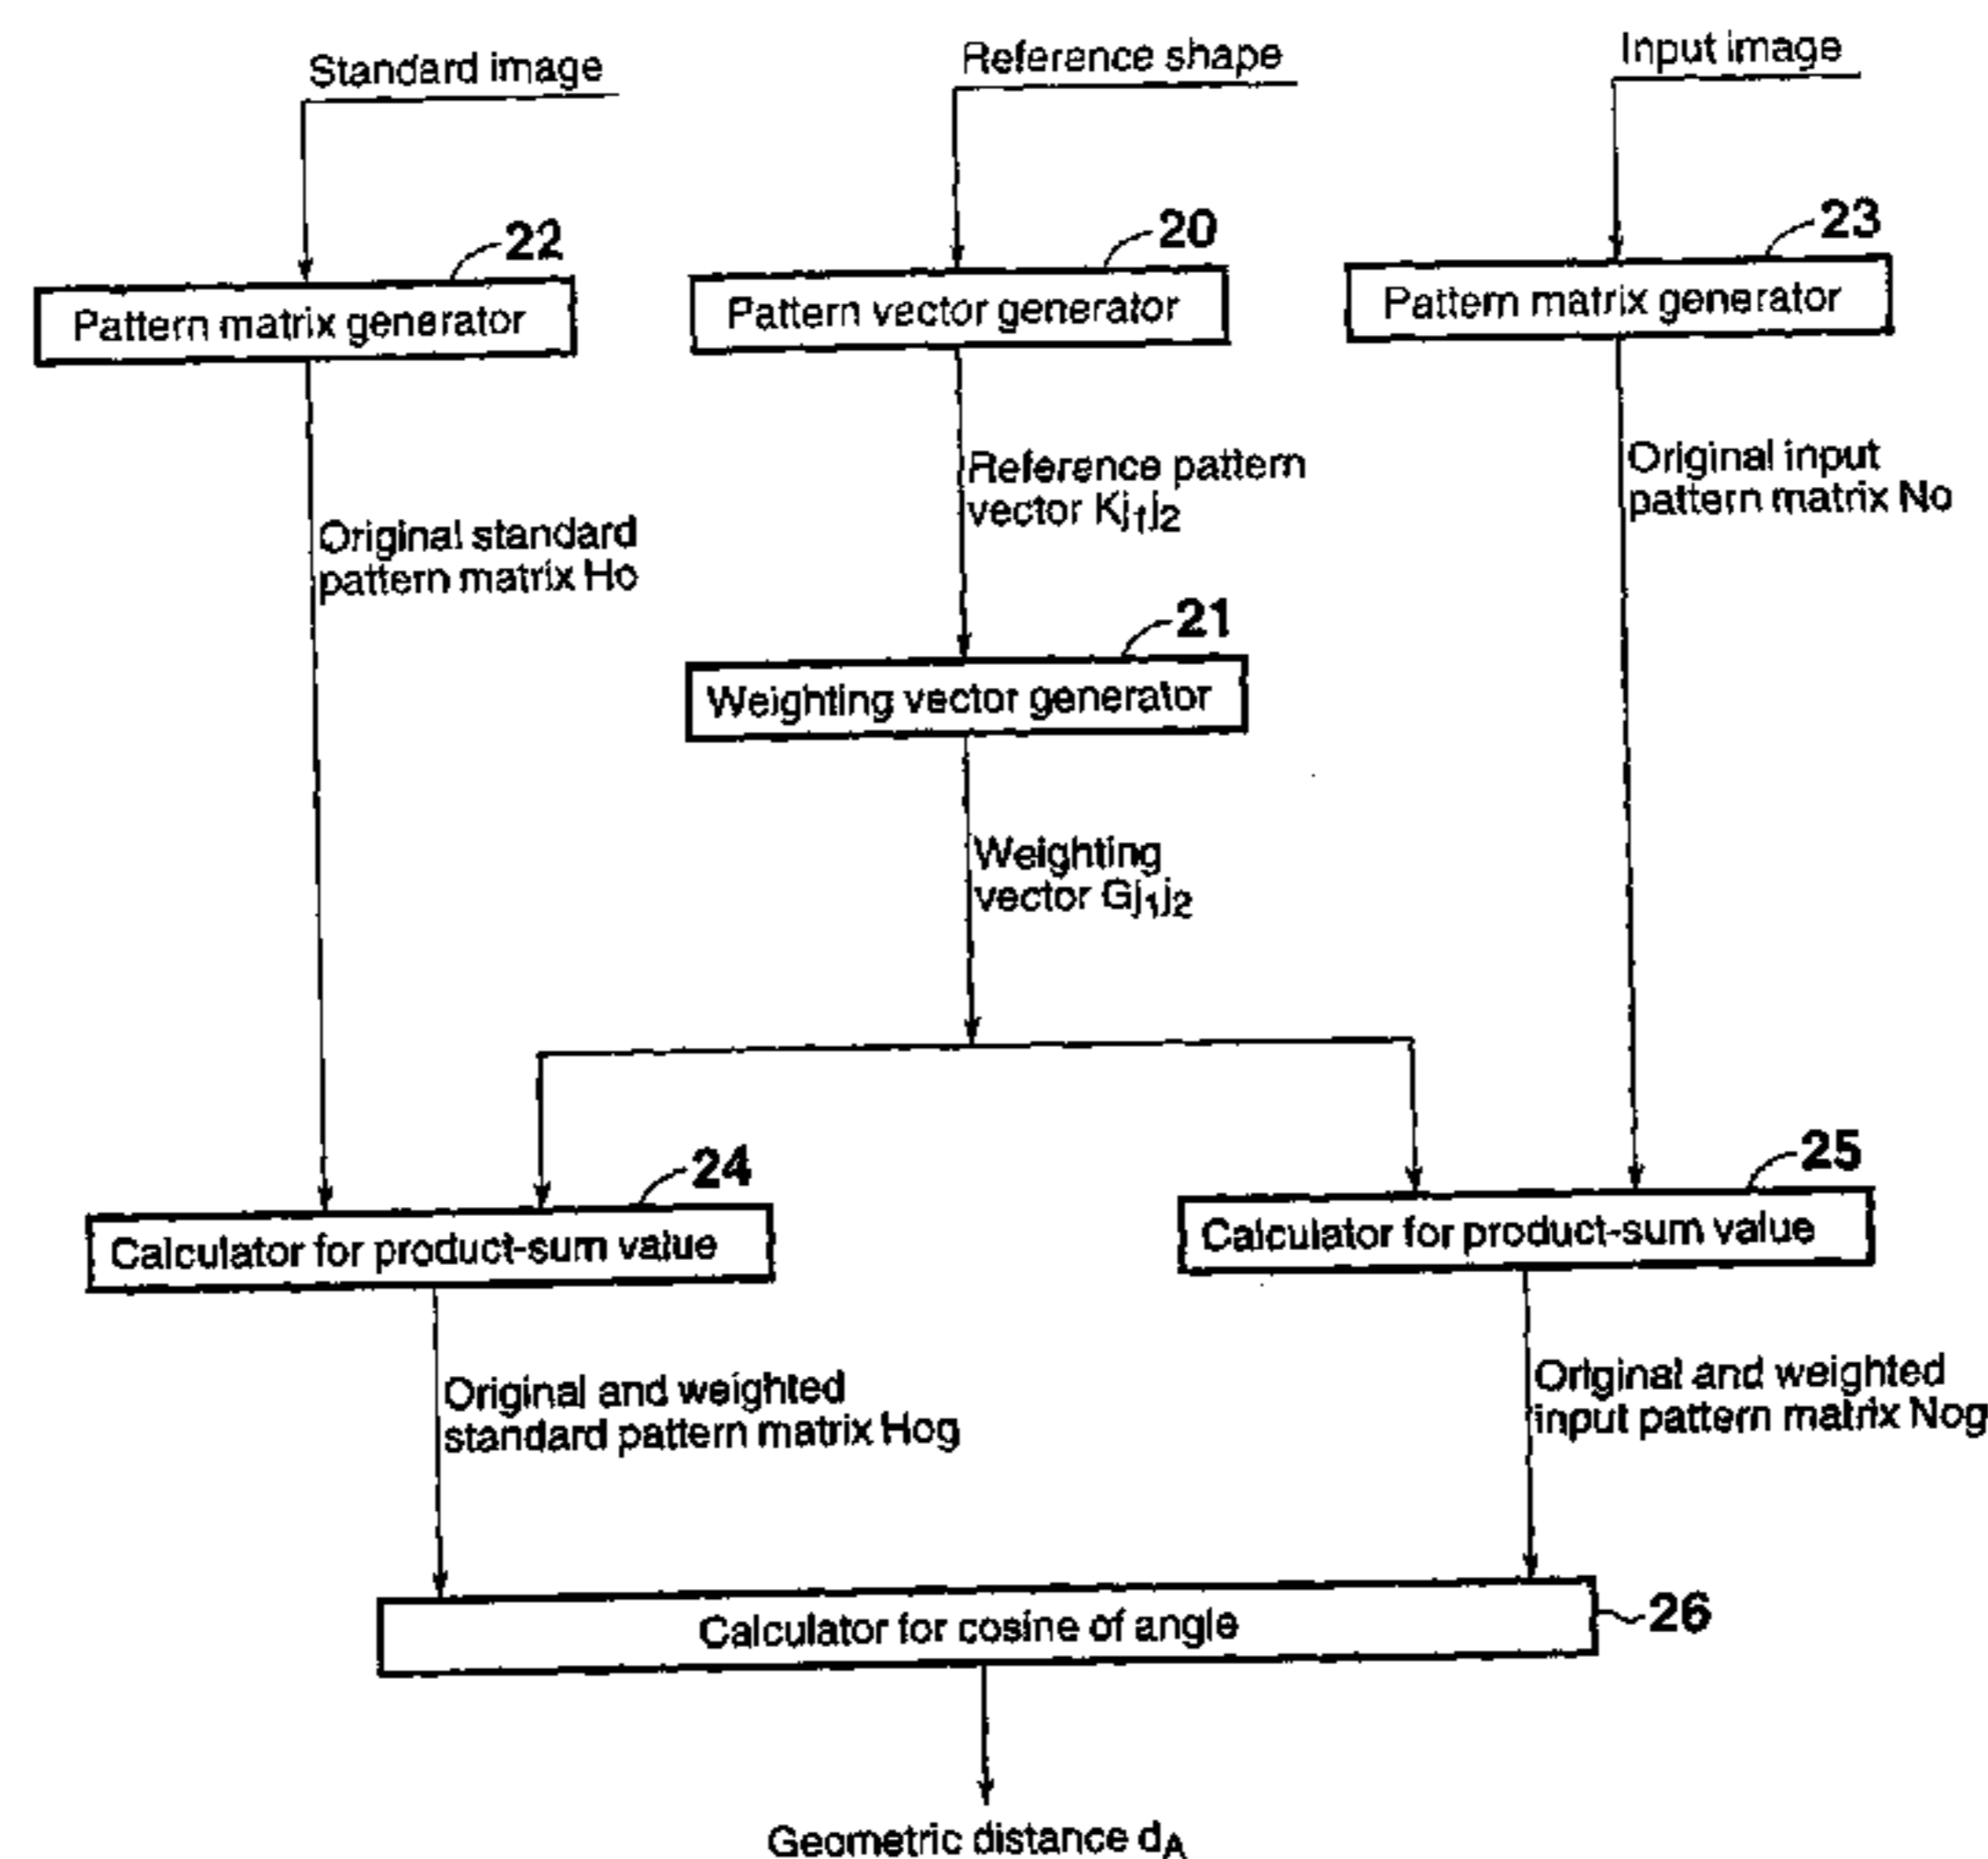 Standard image
Reference shape
Input image
22
20
23
Pattern matrix generator
Pattern vector generator
Pattern matrix generator
Original standard
pattern matrix Ho
Reference pattern
vector Kj1j2
Original input
pattern matrix No
21
Weighting vector generator
Weighting
vector Gj1j2
24
25
Calculator for product-sum value
Calculator for product-sum value
Original and weighted
standard pattern matrix Hog
Original and weighted
input pattern matrix Nog
Calculator for cosine of angle
26
Geometric distance dA